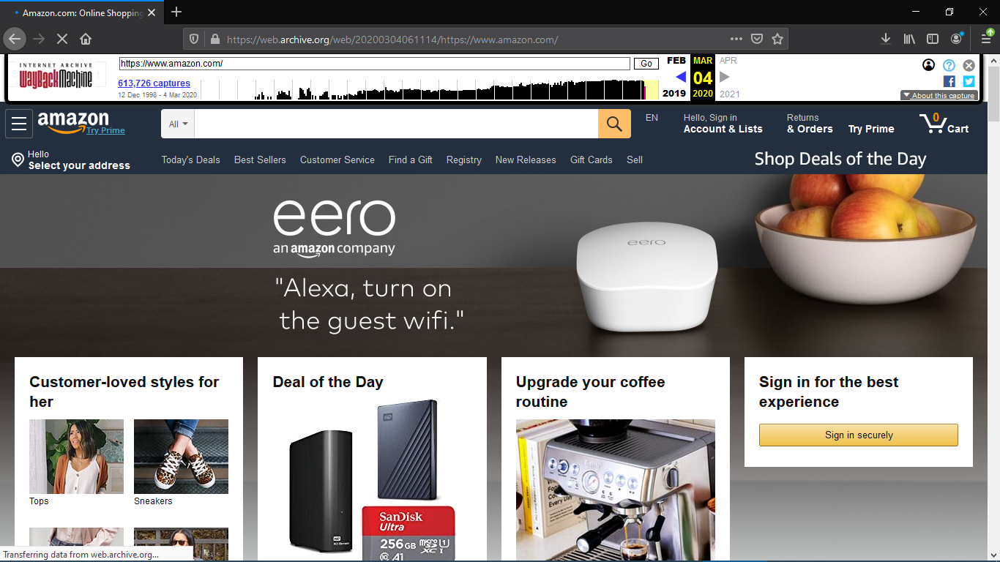 Amazon.com: Online Shopping
https://web.archive.org/web/20200304061114/https://www.amazon.com/
INTERNET ARCHIVE
WayBackMachine
https://www.amazon.com/
Go
613,726 captures
12 Dec 1998 - 4 Mar 2020
FEB MAR APR
04
2019 2020 2021
About this capture
amazon
Try Prime
All
EN
Hello, Sign in
Account & Lists
Returns
& Orders
Try Prime
0
Cart
Hello
Select your address
Today's Deals Best Sellers Customer Service Find a Gift Registry New Releases Gift Cards Sell
Shop Deals of the Day
eero
an amazon company
"Alexa, turn on
the guest wifi."
eero
Customer-loved styles for
her
Tops
Sneakers
Deal of the Day
WD
WD
SanDisk
Ultra
256GB microSD XC I U1
A1
Upgrade your coffee
routine
Sign in for the best
experience
Sign in securely
Transferring data from web.archive.org...